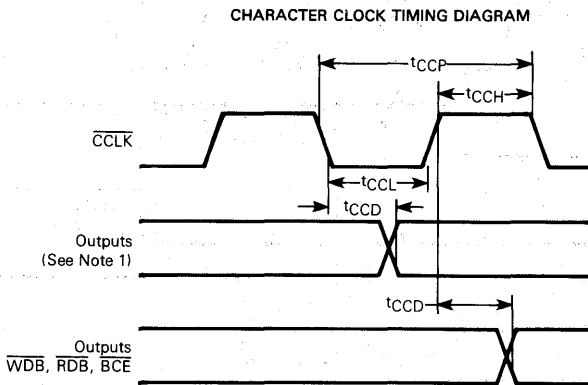 CHARACTER CLOCK TIMING DIAGRAM
tCCP
tCCH
CCLK
tCCL
tCCD
Outputs
(See Note 1)
tCCD
Outputs
WDB, RDB, BCE